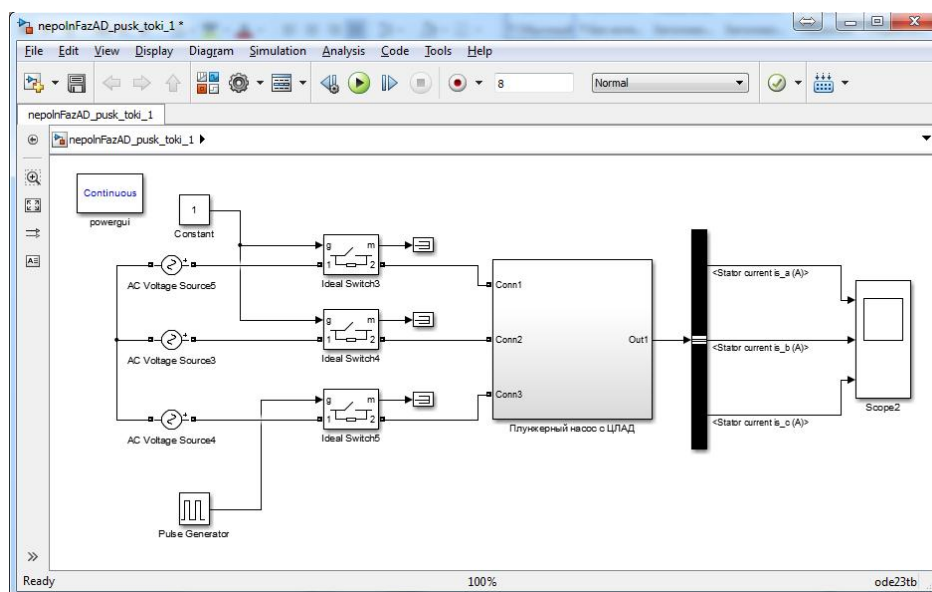 nepolnFazAD_pusk_toki_1 *
File Edit View Display Diagram Simulation Analysis Code Tools Help
8
Normal
nepolnFazAD_pusk_toki_1
nepolnFazAD_pusk_toki_1
Continuous
powergui
1
Constant
g m
1 2
AC Voltage Source5
Ideal Switch3
Conn1
<Stator current is_a (A)>
g m
1 2
AC Voltage Source3
Ideal Switch4
Conn2
Out1
<Stator current is_b (A)>
g m
1 2
AC Voltage Source4
Ideal Switch5
Conn3
Плунжерный насос с ЦЛАД
<Stator current is_c (A)>
Scope2
Pulse Generator
Ready
100%
ode23tb